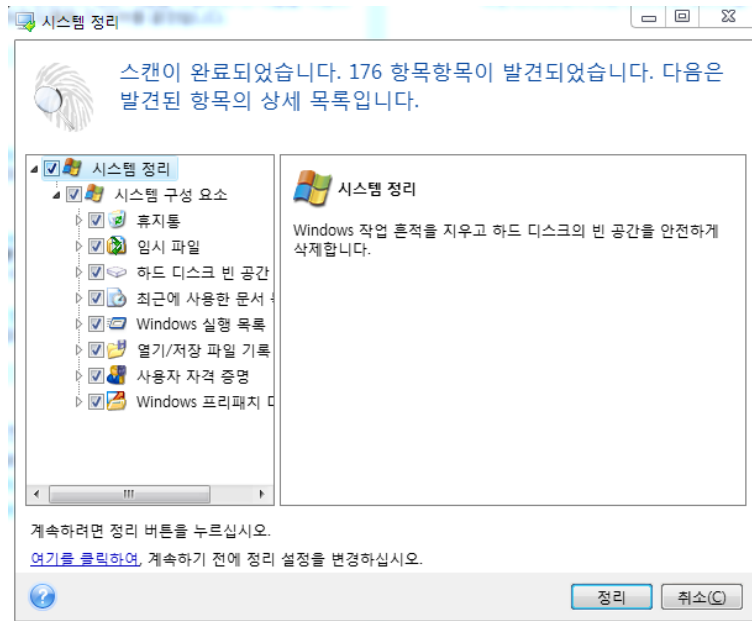 시스템 정리
스캔이 완료되었습니다. 176 항목항목이 발견되었습니다. 다음은
발견된 항목의 상세 목록입니다.
시스템 정리
시스템 구성 요소
휴지통
임시 파일
하드 디스크 빈 공간
최근에 사용한 문서
Windows 실행 목록
열기/저장 파일 기록
사용자 자격 증명
Windows 프리패치
시스템 정리
Windows 작업 흔적을 지우고 하드 디스크의 빈 공간을 안전하게
삭제합니다.
계속하려면 정리 버튼을 누르십시오.
여기를 클릭하여, 계속하기 전에 정리 설정을 변경하십시오.
정리
취소(C)